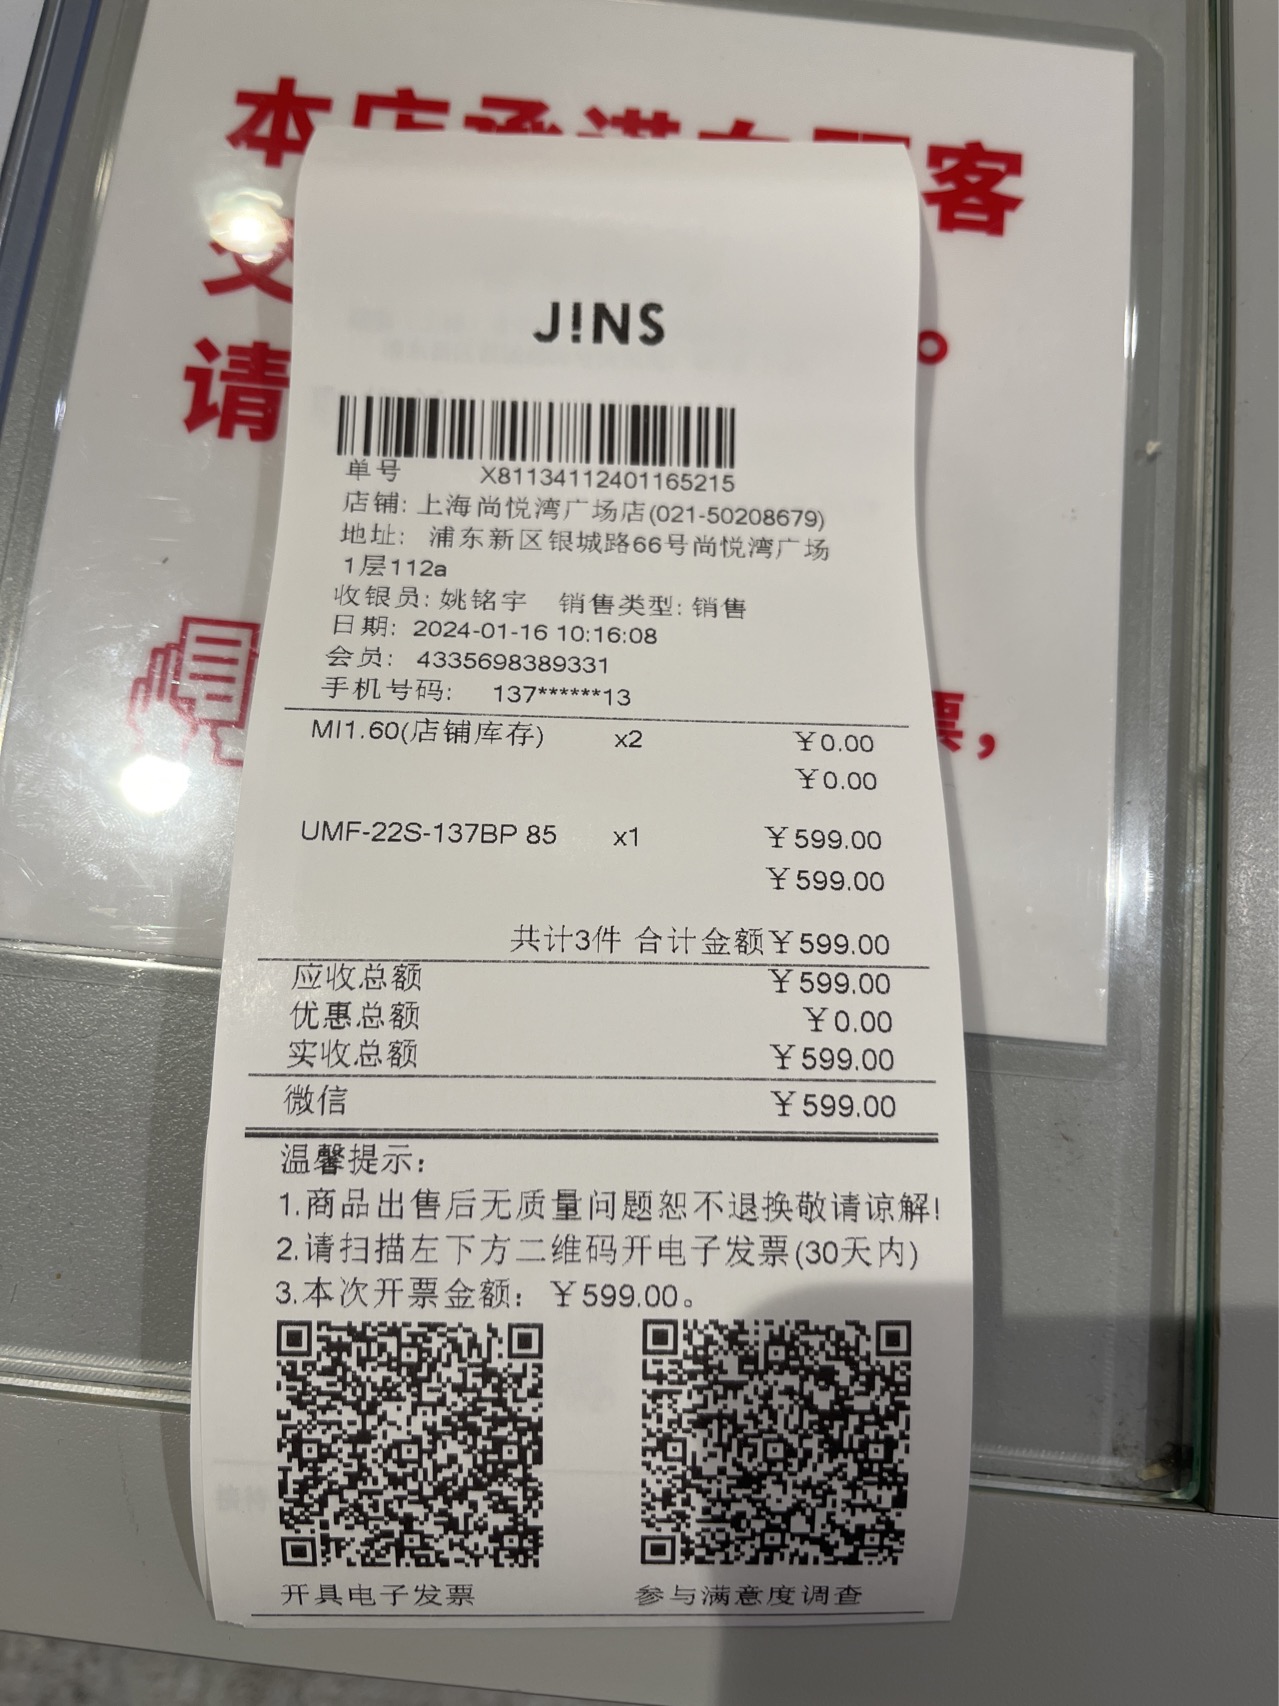 本店承诺向顾客
交
请
。
票，
J!NS
单号 X81134112401165215
店铺: 上海尚悦湾广场店(021-50208679)
地址: 浦东新区银城路66号尚悦湾广场
1层112a
收银员: 姚铭宇 销售类型: 销售
日期: 2024-01-16 10:16:08
会员: 4335698389331
手机号码: 137******13
MI1.60(店铺库存) x2 ￥0.00
￥0.00
UMF-22S-137BP 85 x1 ￥599.00
￥599.00
共计3件 合计金额￥599.00
应收总额 ￥599.00
优惠总额 ￥0.00
实收总额 ￥599.00
微信 ￥599.00
温馨提示:
1.商品出售后无质量问题恕不退换敬请谅解!
2.请扫描左下方二维码开电子发票(30天内)
3.本次开票金额: ￥599.00。
开具电子发票 参与满意度调查